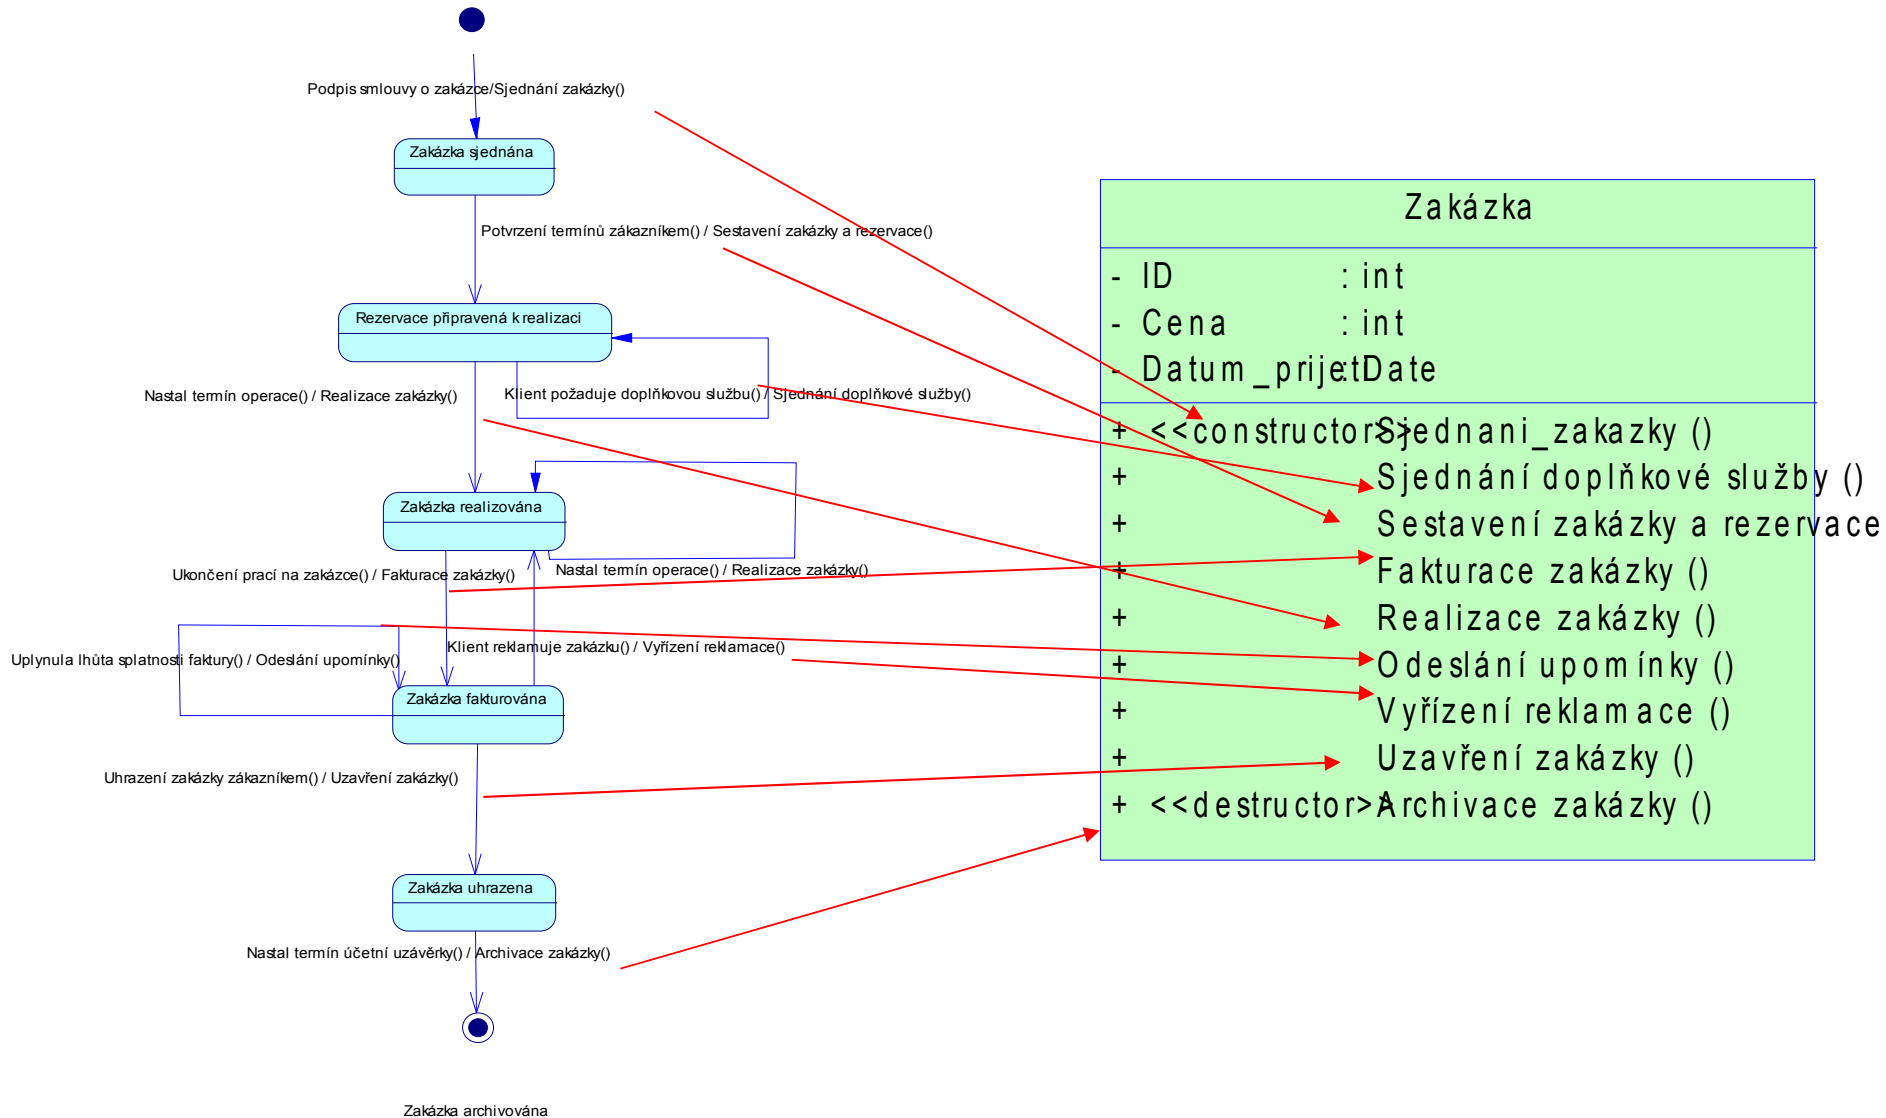 Podpis smlouvy o zakázce/Sjednání zakázky()
Zakázka sjednána
Potvrzení termínů zákazníkem() / Sestavení zakázky a rezervace()
Rezervace připravená k realizaci
Nastal termín operace() / Realizace zakázky()
Klient požaduje doplňkovou službu() / Sjednání doplňkové služby()
Zakázka realizována
Ukončení prací na zakázce() / Fakturace zakázky()
Nastal termín operace() / Realizace zakázky()
Klient reklamuje zakázku() / Vyřízení reklamace()
Uplynula lhůta splatnosti faktury() / Odeslání upomínky()
Zakázka fakturována
Uhrazení zakázky zákazníkem() / Uzavření zakázky()
Zakázka uhrazena
Nastal termín účetní uzávěrky() / Archivace zakázky()
Zakázka archivována
Zakázka
- ID : int
- Cena : int
- Datum_prijeti : Date
+ <<constructor>> Sjednani_zakazky ()
+ Sjednání doplňkové služby ()
+ Sestavení zakázky a rezervace
+ Fakturace zakázky ()
+ Realizace zakázky ()
+ Odeslání upomínky ()
+ Vyřízení reklamace ()
+ Uzavření zakázky ()
+ <<destructor>> Archivace zakázky ()